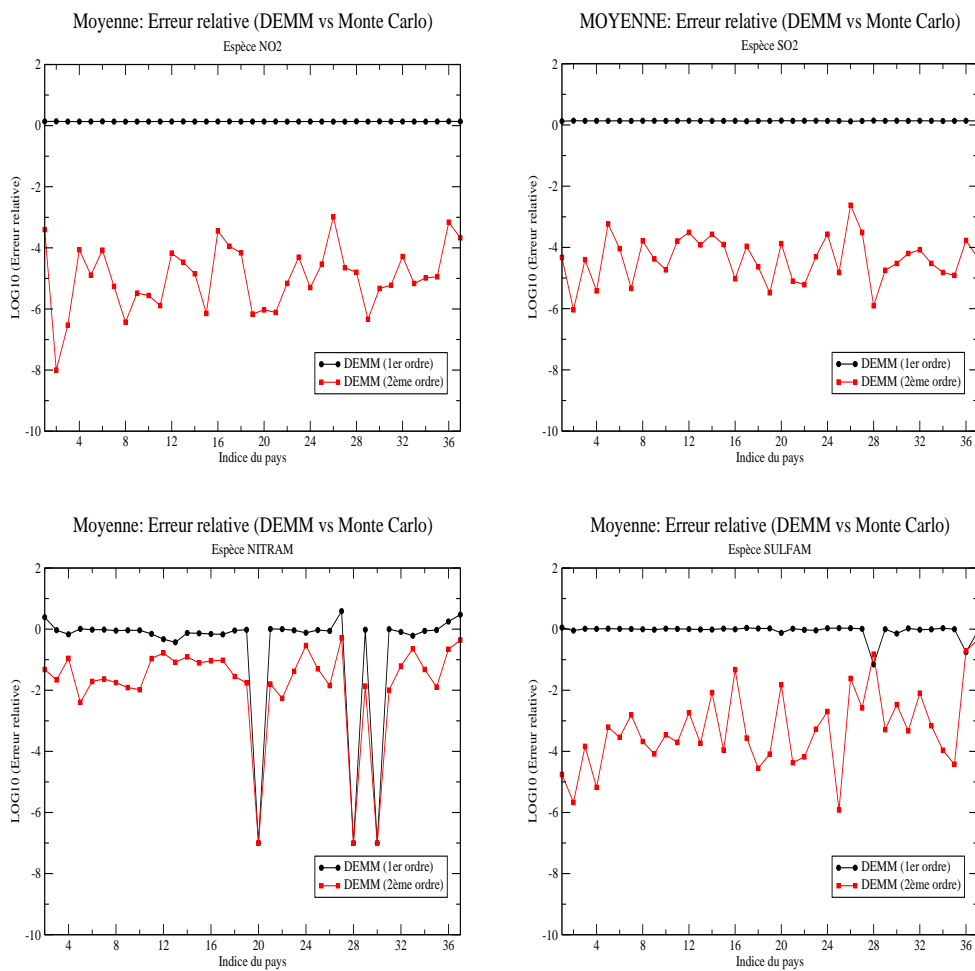 Moyenne: Erreur relative (DEMM vs Monte Carlo)
Espèce NO2
2
0
-2
-4
-6
-8
-10
LOG10 (Erreur relative)
DEMM (1er ordre)
DEMM (2ème ordre)
4 8 12 16 20 24 28 32 36
Indice du pays
MOYENNE: Erreur relative (DEMM vs Monte Carlo)
Espèce SO2
2
0
-2
-4
-6
-8
-10
LOG10 (Erreur relative)
DEMM (1er ordre)
DEMM (2ème ordre)
4 8 12 16 20 24 28 32 36
Indice du pays
Moyenne: Erreur relative (DEMM vs Monte Carlo)
Espèce NITRAM
2
0
-2
-4
-6
-8
-10
LOG10 (Erreur relative)
DEMM (1er ordre)
DEMM (2ème ordre)
4 8 12 16 20 24 28 32 36
Indice du pays
Moyenne: Erreur relative (DEMM vs Monte Carlo)
Espèce SULFAM
2
0
-2
-4
-6
-8
-10
LOG10 (Erreur relative)
DEMM (1er ordre)
DEMM (2ème ordre)
4 8 12 16 20 24 28 32 36
Indice du pays